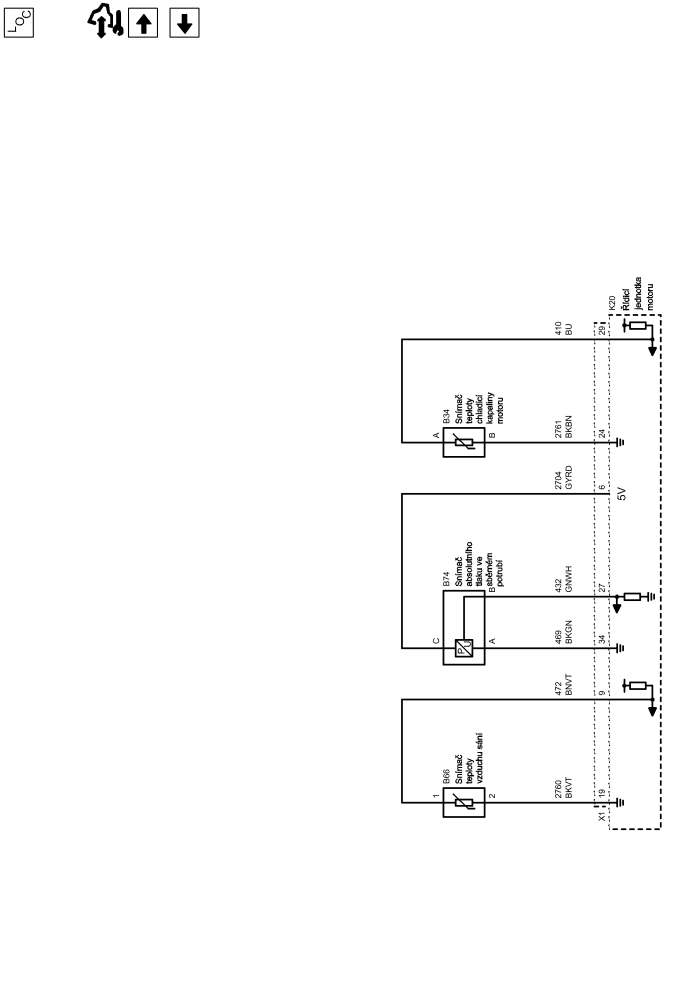 LOC
K20
Řídicí
jednotka
motoru
410
BU
29
A
B34
Snímač
teploty
chladicí
kapaliny
motoru
B
2761
BKBN
24
2704
GYRD
6
5V
B74
Snímač
absolutního
tlaku ve
sběrném
potrubí
B
432
GNWH
27
C
P
U
A
469
BKGN
34
472
BNVT
9
B66
Snímač
teploty
vzduchu sání
1
2
2760
BKVT
19
X1